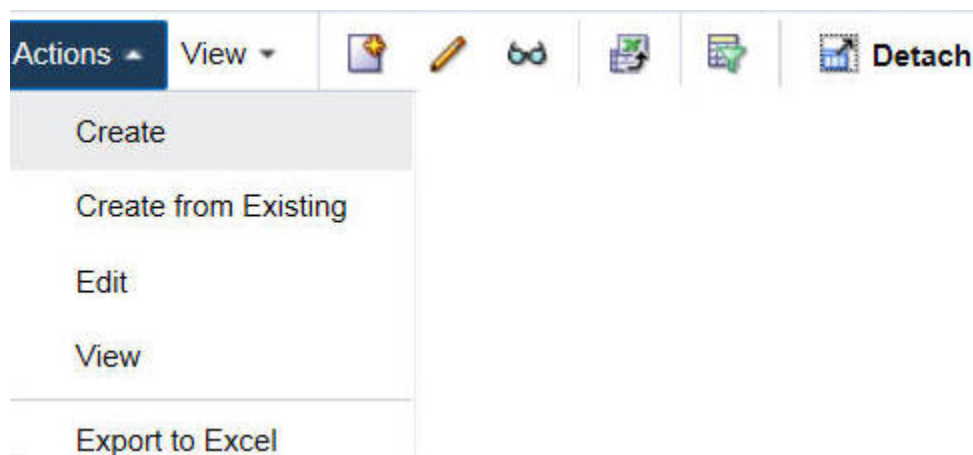 Actions View Detach
Create
Create from Existing
Edit
View
Export to Excel